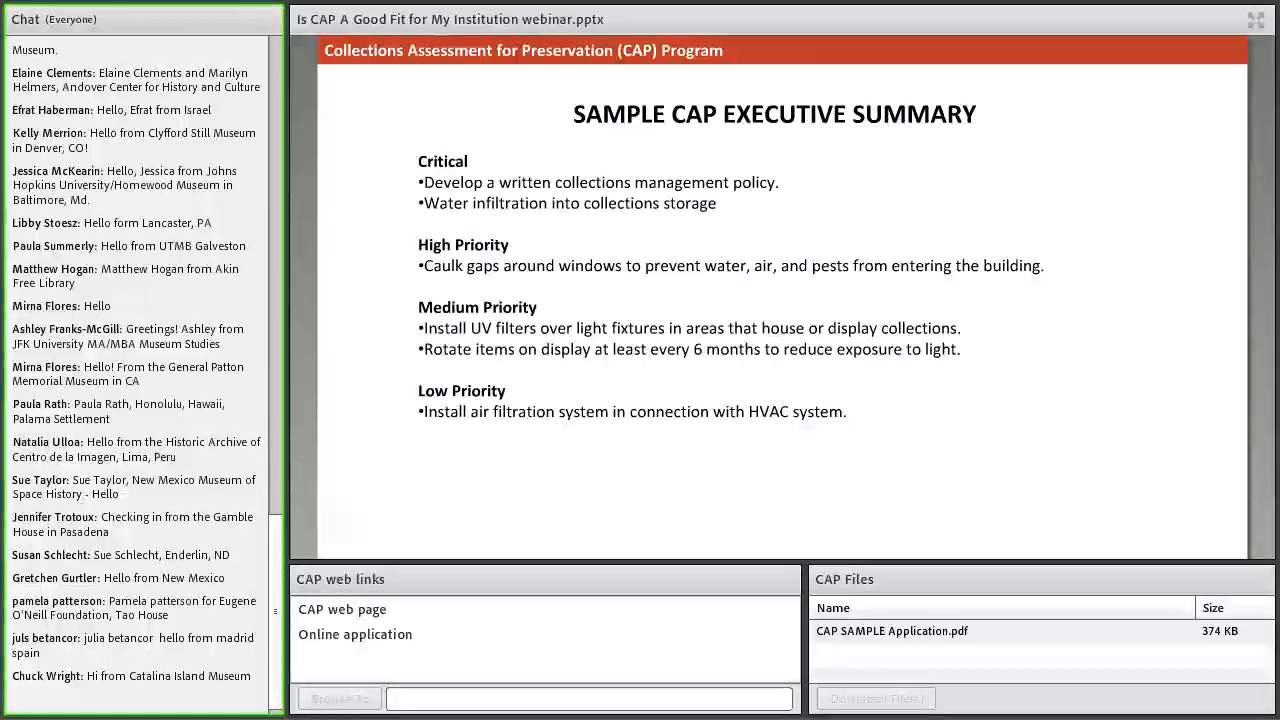 Chat (Everyone)
Museum.
Elaine Clements: Elaine Clements and Marilyn
Helmers, Andover Center for History and Culture
Efrat Haberman: Hello, Efrat from Israel
Kelly Merrion: Hello from Clyfford Still Museum
in Denver, CO!
Jessica McKearin: Hello, Jessica from Johns
Hopkins University/Homewood Museum in
Baltimore, Md.
Libby Stoesz: Hello form Lancaster, PA
Paula Summerly: Hello from UTMB Galveston
Matthew Hogan: Matthew Hogan from Akin
Free Library
Mirna Flores: Hello
Ashley Franks-McGill: Greetings! Ashley from
JFK University MA/MBA Museum Studies
Mirna Flores: Hello! From the General Patton
Memorial Museum in CA
Paula Rath: Paula Rath, Honolulu, Hawaii,
Palama Settlement
Natalia Ulloa: Hello from the Historic Archive of
Centro de la Imagen, Lima, Peru
Sue Taylor: Sue Taylor, New Mexico Museum of
Space History - Hello
Jennifer Trotoux: Checking in from the Gamble
House in Pasadena
Susan Schlecht: Sue Schlecht, Enderlin, ND
Gretchen Gurtler: Hello from New Mexico
pamela patterson: Pamela patterson for Eugene
O'Neill Foundation, Tao House
juls betancor: julia betancor hello from madrid
spain
Chuck Wright: Hi from Catalina Island Museum
Is CAP A Good Fit for My Institution webinar.pptx
Collections Assessment for Preservation (CAP) Program
SAMPLE CAP EXECUTIVE SUMMARY
Critical
•Develop a written collections management policy.
•Water infiltration into collections storage
High Priority
•Caulk gaps around windows to prevent water, air, and pests from entering the building.
Medium Priority
•Install UV filters over light fixtures in areas that house or display collections.
•Rotate items on display at least every 6 months to reduce exposure to light.
Low Priority
•Install air filtration system in connection with HVAC system.
CAP web links
CAP web page
Online application
Browse To
CAP Files
Name Size
CAP SAMPLE Application.pdf 374 KB
Download File(s)